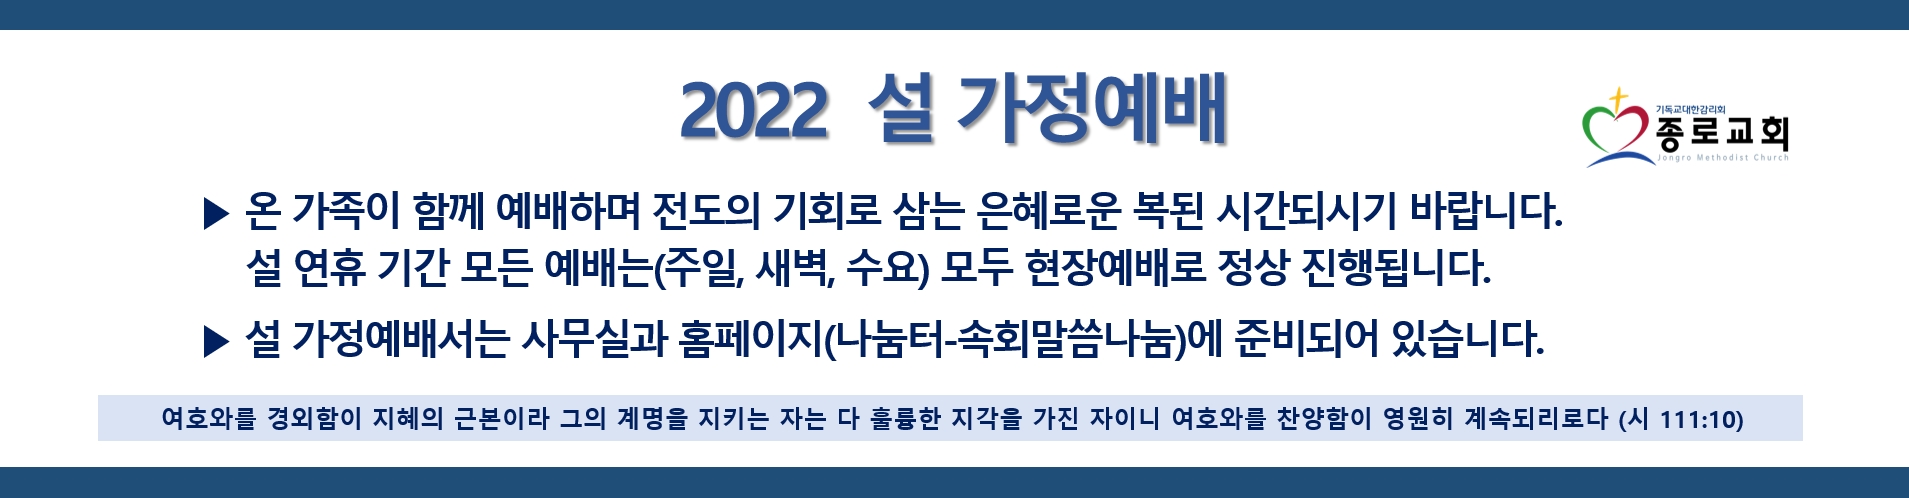 2022 설 가정예배
기독교대한감리회
종로교회
Jongro Methodist Church
▶ 온 가족이 함께 예배하며 전도의 기회로 삼는 은혜로운 복된 시간되시기 바랍니다.
설 연휴 기간 모든 예배는(주일, 새벽, 수요) 모두 현장예배로 정상 진행됩니다.
▶ 설 가정예배서는 사무실과 홈페이지(나눔터-속회말씀나눔)에 준비되어 있습니다.
여호와를 경외함이 지혜의 근본이라 그의 계명을 지키는 자는 다 훌륭한 지각을 가진 자이니 여호와를 찬양함이 영원히 계속되리로다 (시 111:10)